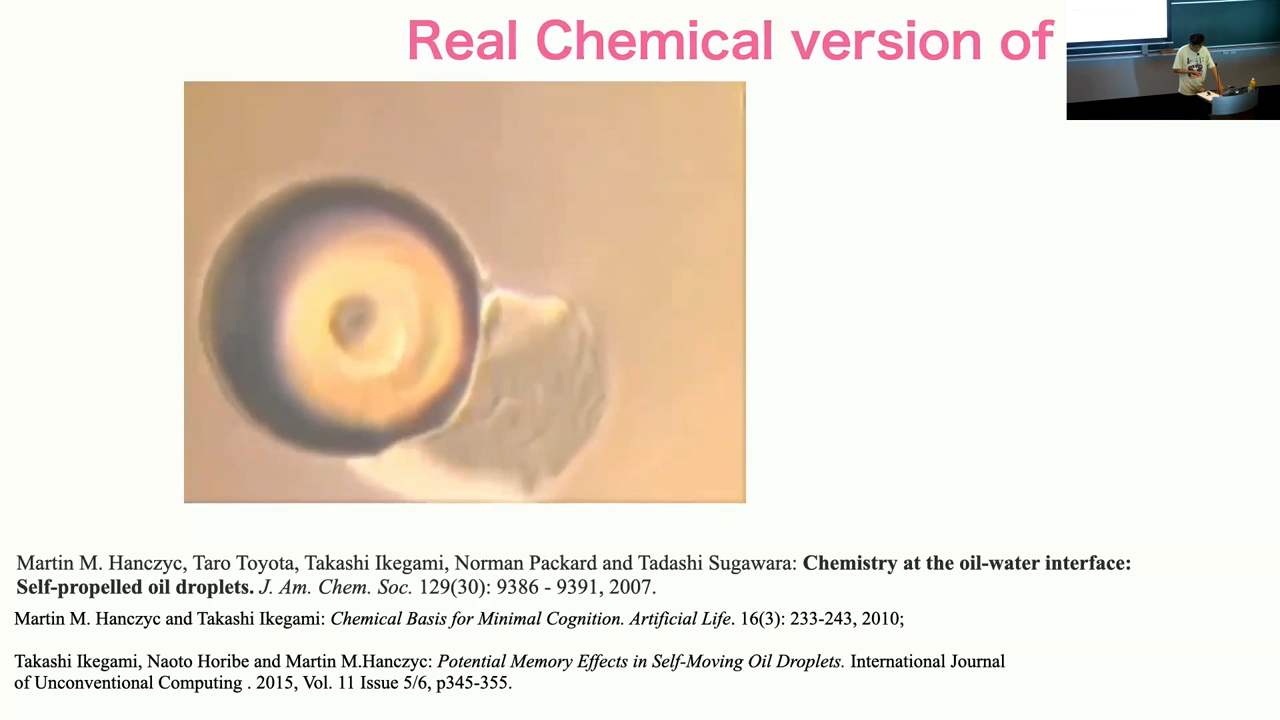 Real Chemical version of
Martin M. Hanczyc, Taro Toyota, Takashi Ikegami, Norman Packard and Tadashi Sugawara: Chemistry at the oil-water interface:
Self-propelled oil droplets. J. Am. Chem. Soc. 129(30): 9386 - 9391, 2007.
Martin M. Hanczyc and Takashi Ikegami: Chemical Basis for Minimal Cognition. Artificial Life. 16(3): 233-243, 2010;
Takashi Ikegami, Naoto Horibe and Martin M.Hanczyc: Potential Memory Effects in Self-Moving Oil Droplets. International Journal
of Unconventional Computing . 2015, Vol. 11 Issue 5/6, p345-355.